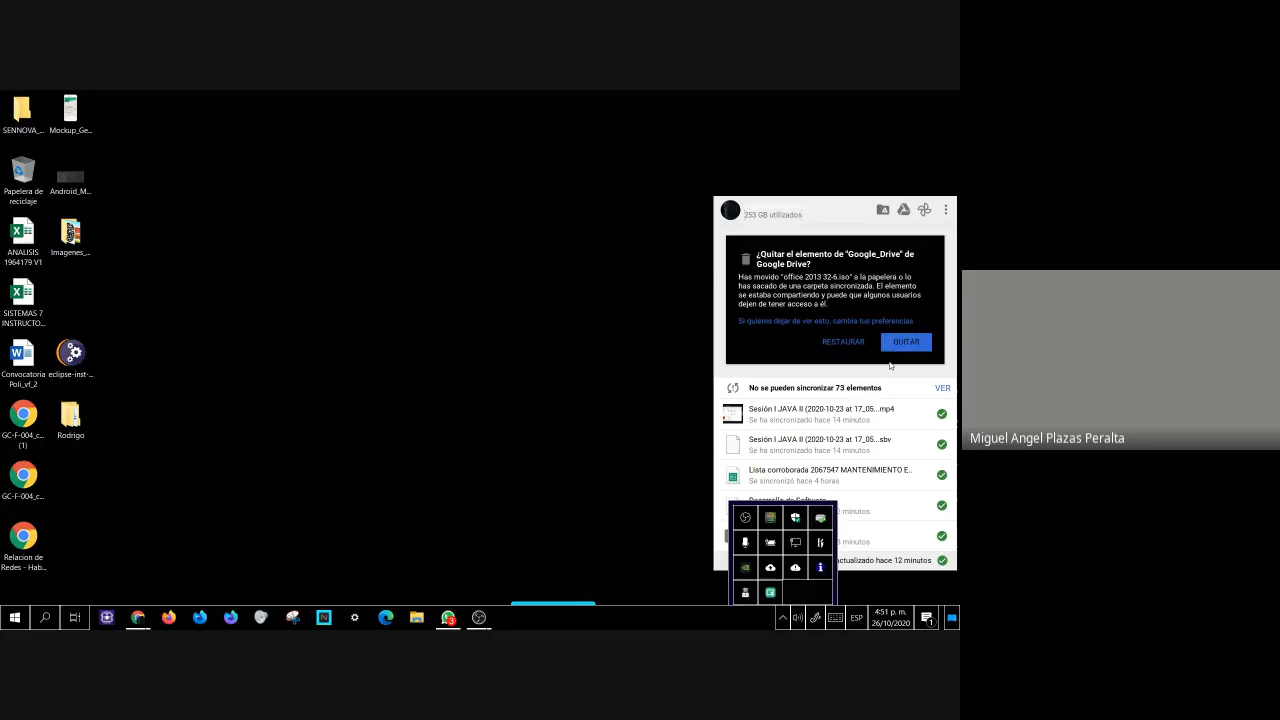 SENNOVA_...
Mockup_Ge...
Papelera de
reciclaje
Android_M...
ANALISIS
1964179 V1
Imagenes_...
SISTEMAS 7
INSTRUCTO...
Convocatoria
Poli_vf_2
eclipse-inst-...
GC-F-004_c...
(1)
Rodrigo
GC-F-004_c...
Relacion de
Redes - Hab...
253 GB utilizados
¿Quitar el elemento de "Google_Drive" de
Google Drive?
Has movido "office 2013 32-6.iso" a la papelera o lo
has sacado de una carpeta sincronizada. El elemento
se estaba compartiendo y puede que algunos usuarios
dejen de tener acceso a él.
Si quieres dejar de ver esto, cambia tus preferencias
RESTAURAR QUITAR
No se pueden sincronizar 73 elementos VER
Sesión I JAVA II (2020-10-23 at 17_05...mp4
Se ha sincronizado hace 14 minutos
Sesión I JAVA II (2020-10-23 at 17_05...sbv
Se ha sincronizado hace 14 minutos
Lista corroborada 2067547 MANTENIMIENTO E..
Se sincronizó hace 4 horas
Desarrollo de Software
minutos
minutos
actualizado hace 12 minutos
3
ESP
4:51 p. m.
26/10/2020
1
Miguel Angel Plazas Peralta